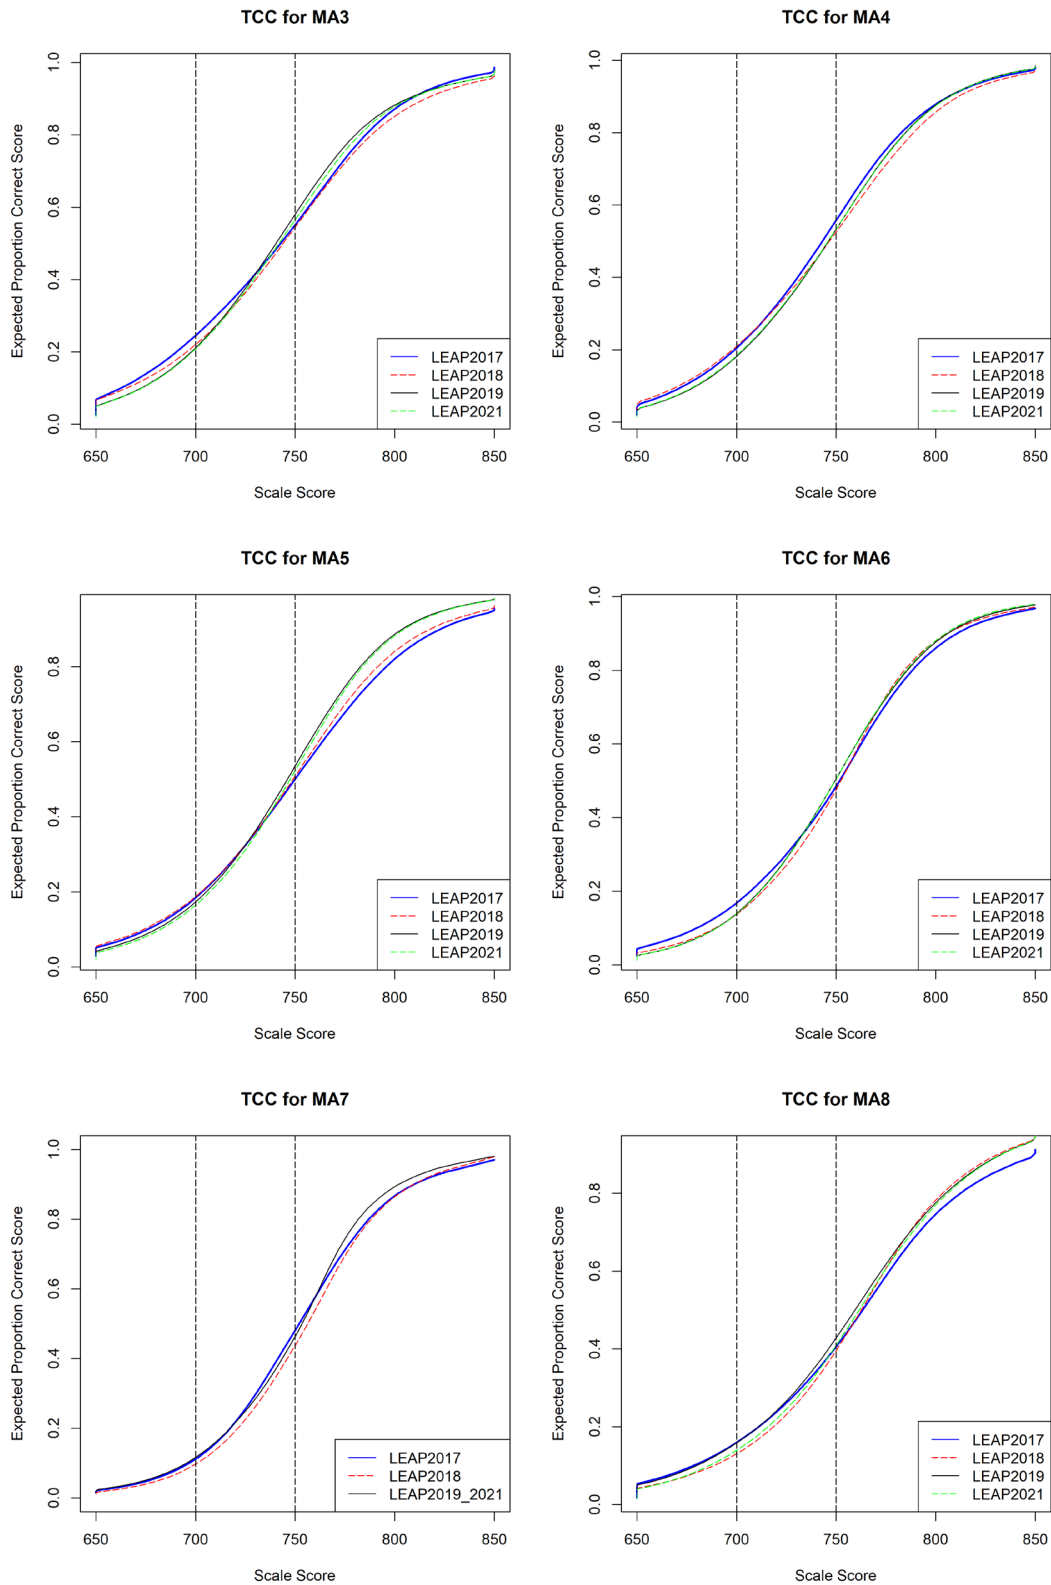 TCC for MA3
Expected Proportion Correct Score
1.0
0.8
0.6
0.4
0.2
0.0
LEAP2017
LEAP2018
LEAP2019
LEAP2021
650 700 750 800 850
Scale Score
TCC for MA4
Expected Proportion Correct Score
1.0
0.8
0.6
0.4
0.2
0.0
LEAP2017
LEAP2018
LEAP2019
LEAP2021
650 700 750 800 850
Scale Score
TCC for MA5
Expected Proportion Correct Score
0.8
0.6
0.4
0.2
0.0
LEAP2017
LEAP2018
LEAP2019
LEAP2021
650 700 750 800 850
Scale Score
TCC for MA6
Expected Proportion Correct Score
1.0
0.8
0.6
0.4
0.2
0.0
LEAP2017
LEAP2018
LEAP2019
LEAP2021
650 700 750 800 850
Scale Score
TCC for MA7
Expected Proportion Correct Score
1.0
0.8
0.6
0.4
0.2
0.0
LEAP2017
LEAP2018
LEAP2019_2021
650 700 750 800 850
Scale Score
TCC for MA8
Expected Proportion Correct Score
0.8
0.6
0.4
0.2
0.0
LEAP2017
LEAP2018
LEAP2019
LEAP2021
650 700 750 800 850
Scale Score